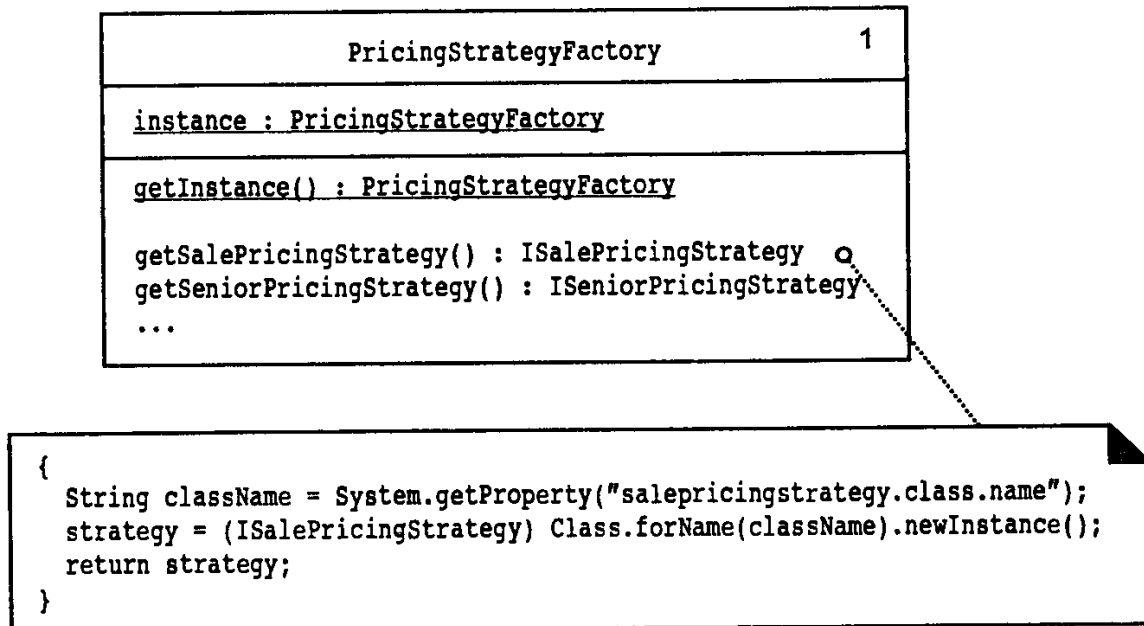 PricingStrategyFactory 1
instance : PricingStrategyFactory
getInstance() : PricingStrategyFactory
getSalePricingStrategy() : ISalePricingStrategy
getSeniorPricingStrategy() : ISeniorPricingStrategy
...
{
String className = System.getProperty("salepricingstrategy.class.name");
strategy = (ISalePricingStrategy) Class.forName(className).newInstance();
return strategy;
}